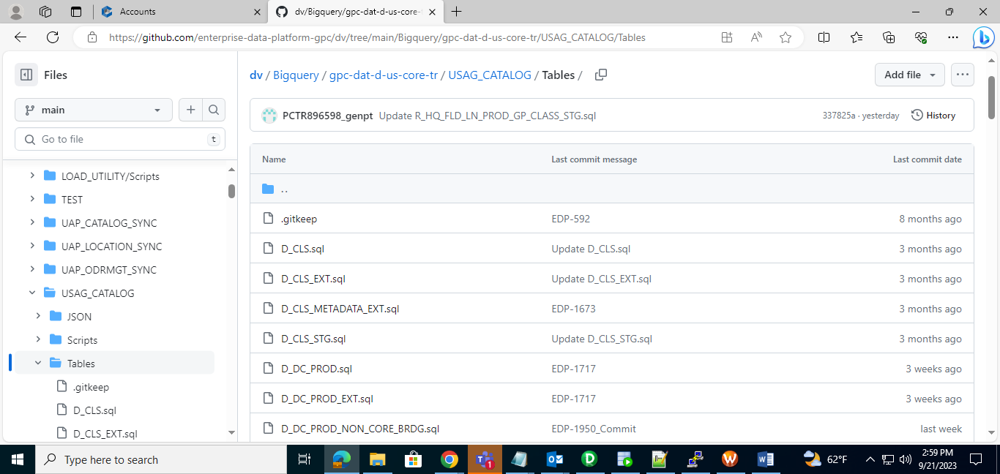 Accounts
dv/Bigquery/gpc-dat-d-us-core-
https://github.com/enterprise-data-platform-gpc/dv/tree/main/Bigquery/gpc-dat-d-us-core-tr/USAG_CATALOG/Tables
Files
dv / Bigquery / gpc-dat-d-us-core-tr / USAG_CATALOG / Tables /
Add file
main
PCTR896598_genpt Update R_HQ_FLD_LN_PROD_GP_CLASS_STG.sql
337825a · yesterday
History
Go to file
t
Name Last commit message Last commit date
..
.gitkeep EDP-592 8 months ago
D_CLS.sql Update D_CLS.sql 3 months ago
D_CLS_EXT.sql Update D_CLS_EXT.sql 3 months ago
D_CLS_METADATA_EXT.sql EDP-1673 3 months ago
D_CLS_STG.sql Update D_CLS_STG.sql 3 months ago
D_DC_PROD.sql EDP-1717 3 weeks ago
D_DC_PROD_EXT.sql EDP-1717 3 weeks ago
D_DC_PROD_NON_CORE_BRDG.sql EDP-1950_Commit last week
LOAD_UTILITY/Scripts
TEST
UAP_CATALOG_SYNC
UAP_LOCATION_SYNC
UAP_ODRMGT_SYNC
USAG_CATALOG
JSON
Scripts
Tables
.gitkeep
D_CLS.sql
D_CLS_EXT.sql
Type here to search
1
62°F
2:59 PM
9/21/2023